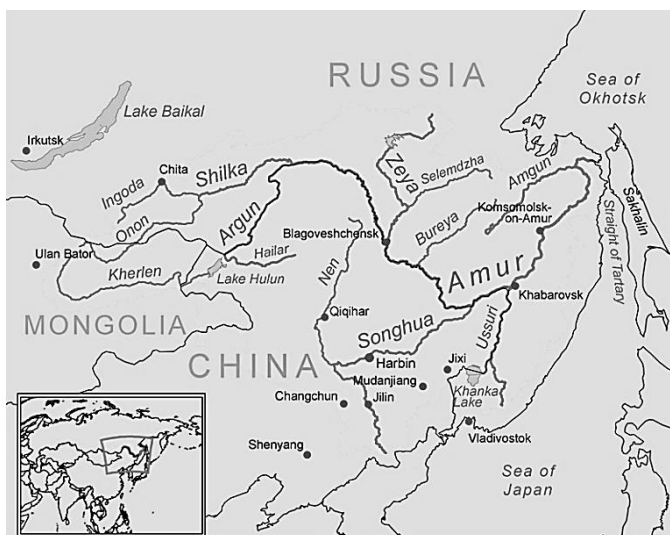 RUSSIA
Sea of
Okhotsk
Lake Baikal
Irkutsk
Chita
Ingoda
Shilka
Onon
Argun
Zeya
Selemdzha
Amgun
Bureya
Komsomolsk-
on-Amur
Sakhalin
Straight of Tartary
Ulan Bator
Kherlen
Hailar
Lake Hulun
Blagoveshchensk
Nen
Amur
Khabarovsk
MONGOLIA
Qiqihar
Songhua
Ussuri
CHINA
Harbin
Jixi
Mudanjiang
Khanka
Lake
Changchun
Jilin
Vladivostok
Shenyang
Sea of
Japan